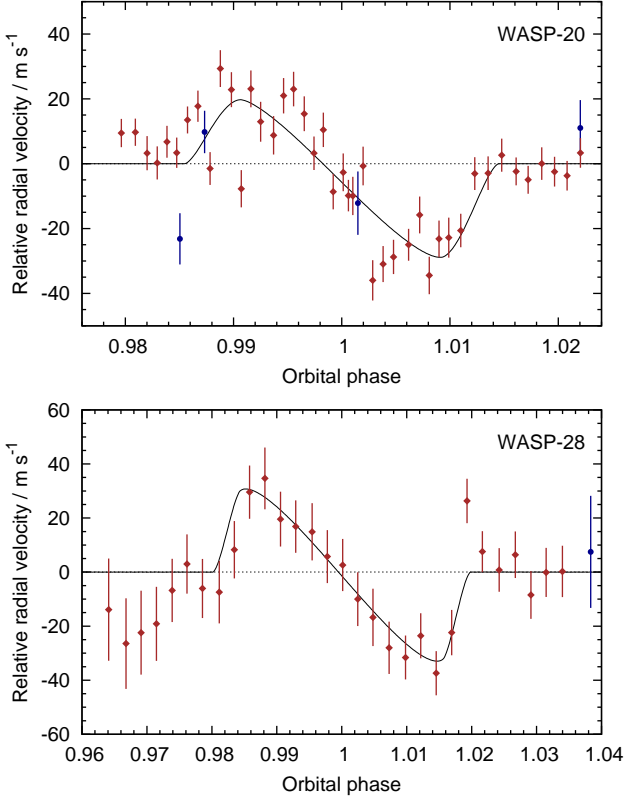 WASP-20
40
20
0
-20
-40
Relative radial velocity / m s⁻¹
0.98 0.99 1 1.01 1.02
Orbital phase
WASP-28
60
40
20
0
-20
-40
-60
Relative radial velocity / m s⁻¹
0.96 0.97 0.98 0.99 1 1.01 1.02 1.03 1.04
Orbital phase